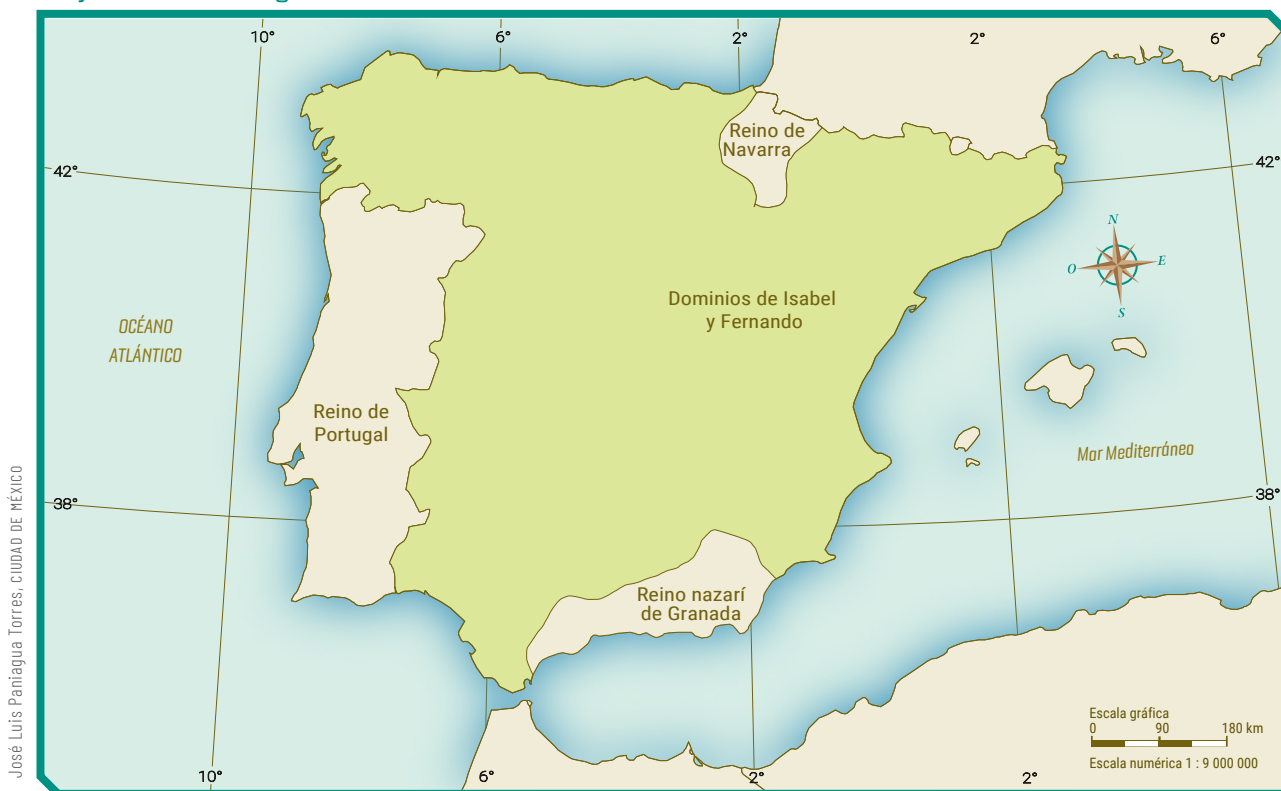 10°
6°
2°
2°
6°
Reino de
Navarra
42°
42°
N
O
E
S
Dominios de Isabel
y Fernando
OCÉANO
ATLÁNTICO
Reino de
Portugal
Mar Mediterráneo
38°
38°
Reino nazarí
de Granada
José Luis Paniagua Torres, CIUDAD DE MÉXICO
Escala gráfica
0 90 180 km
Escala numérica 1 : 9 000 000
10°
6°
2°
2°